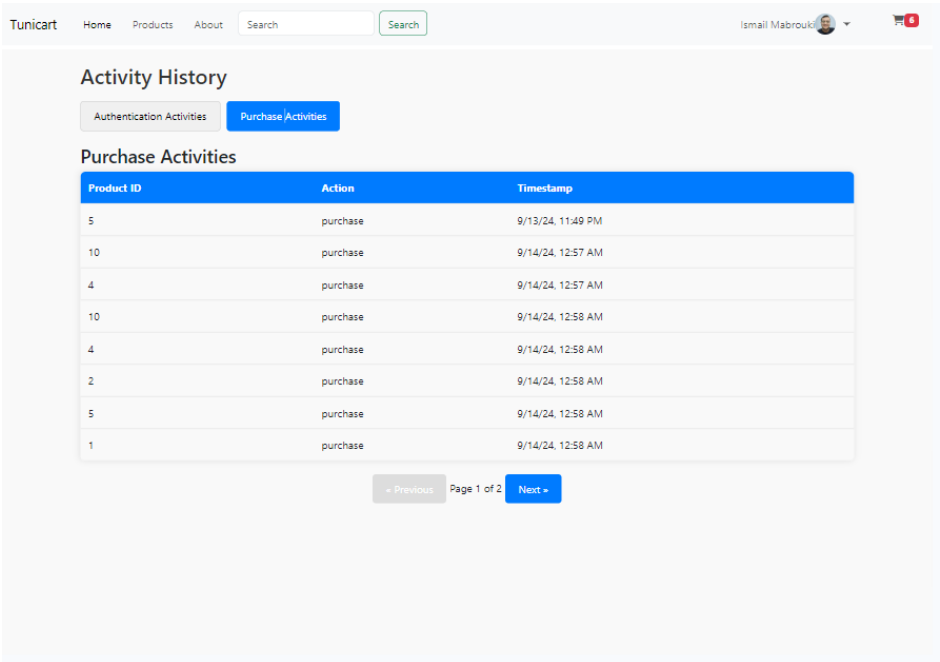 Tunicart Home Products About Search Search Ismail Mabrouki 6
Activity History
Authentication Activities Purchase Activities
Purchase Activities
Product ID Action Timestamp
5 purchase 9/13/24, 11:49 PM
10 purchase 9/14/24, 12:57 AM
4 purchase 9/14/24, 12:57 AM
10 purchase 9/14/24, 12:58 AM
4 purchase 9/14/24, 12:58 AM
2 purchase 9/14/24, 12:58 AM
5 purchase 9/14/24, 12:58 AM
1 purchase 9/14/24, 12:58 AM
« Previous Page 1 of 2 Next »